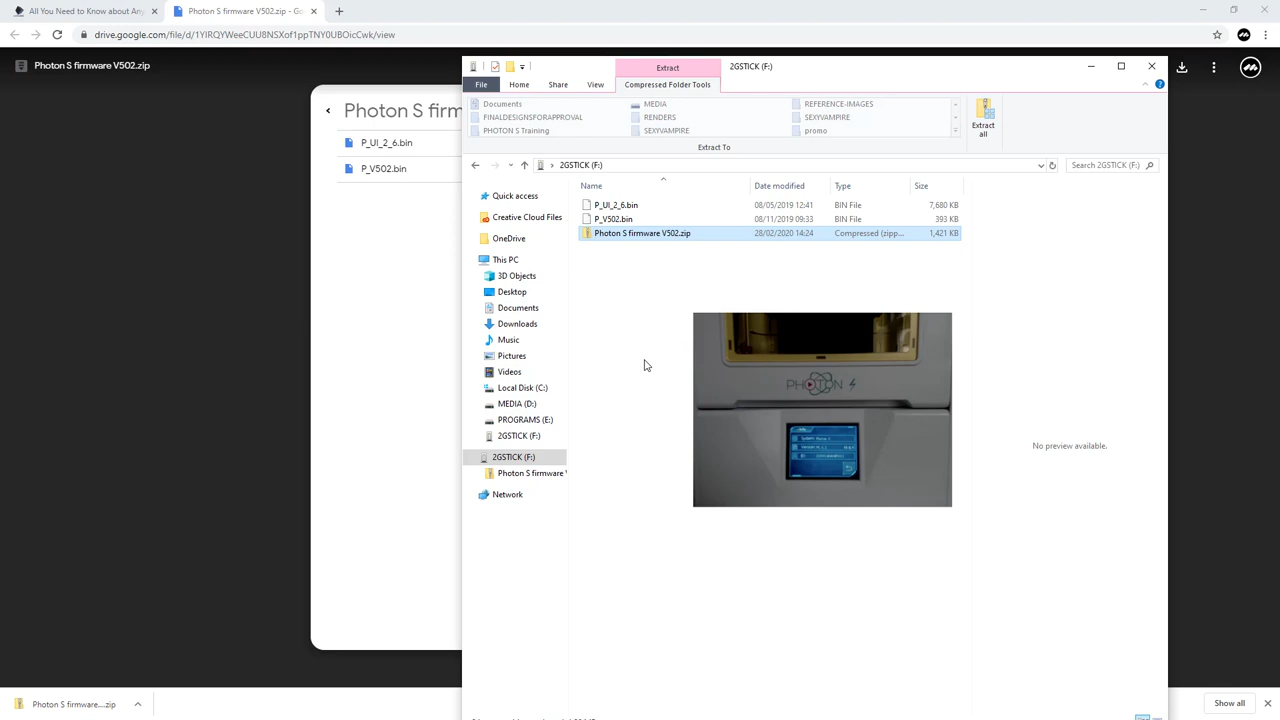 All You Need to Know about Any
Photon S firmware V502.zip - Go
drive.google.com/file/d/1YIRQYWeeCUU8NSXof1ppTNY0UBOicCwk/view
Photon S firmware V502.zip
Photon S firm
P_UI_2_6.bin
P_V502.bin
Extract
2GSTICK (F:)
File
Home
Share
View
Compressed Folder Tools
Documents
MEDIA
REFERENCE-IMAGES
FINALDESIGNSFORAPPROVAL
RENDERS
SEXYVAMPIRE
PHOTON S Training
SEXYVAMPIRE
promo
Extract all
Extract To
2GSTICK (F:)
Search 2GSTICK (F:)
Name
Date modified
Type
Size
P_UI_2_6.bin 08/05/2019 12:41 BIN File 7,680 KB
P_V502.bin 08/11/2019 09:33 BIN File 393 KB
Photon S firmware V502.zip 28/02/2020 14:24 Compressed (zipp... 1,421 KB
Quick access
Creative Cloud Files
OneDrive
This PC
3D Objects
Desktop
Documents
Downloads
Music
Pictures
Videos
Local Disk (C:)
MEDIA (D:)
PROGRAMS (E:)
2GSTICK (F:)
2GSTICK (F:)
Photon S firmware V
Network
PHOTON S
No preview available.
Photon S firmware....zip
Show all